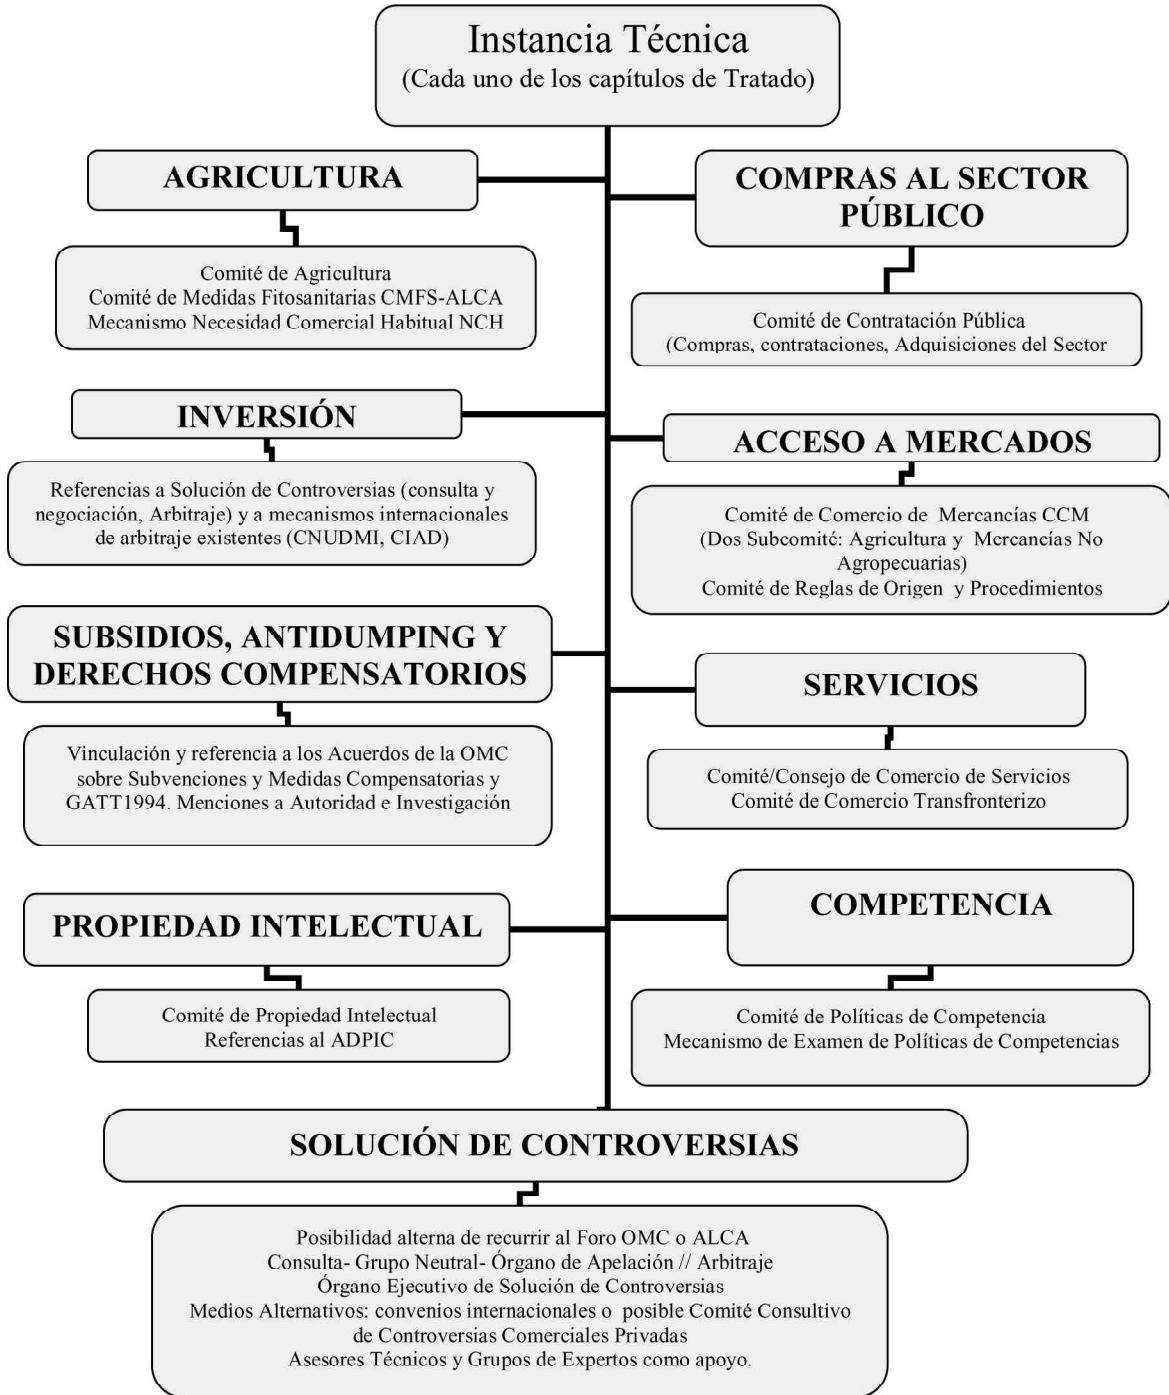 Instancia Técnica
(Cada uno de los capítulos de Tratado)
AGRICULTURA
Comité de Agricultura
Comité de Medidas Fitosanitarias CMFS-ALCA
Mecanismo Necesidad Comercial Habitual NCH
COMPRAS AL SECTOR
PÚBLICO
Comité de Contratación Pública
(Compras, contrataciones, Adquisiciones del Sector
INVERSIÓN
Referencias a Solución de Controversias (consulta y
negociación, Arbitraje) y a mecanismos internacionales
de arbitraje existentes (CNUDMI, CIAD)
ACCESO A MERCADOS
Comité de Comercio de Mercancías CCM
(Dos Subcomité: Agricultura y Mercancías No
Agropecuarias)
Comité de Reglas de Origen y Procedimientos
SUBSIDIOS, ANTIDUMPING Y
DERECHOS COMPENSATORIOS
Vinculación y referencia a los Acuerdos de la OMC
sobre Subvenciones y Medidas Compensatorias y
GATT1994. Menciones a Autoridad e Investigación
SERVICIOS
Comité/Consejo de Comercio de Servicios
Comité de Comercio Transfronterizo
PROPIEDAD INTELECTUAL
Comité de Propiedad Intelectual
Referencias al ADPIC
COMPETENCIA
Comité de Políticas de Competencia
Mecanismo de Examen de Políticas de Competencias
SOLUCIÓN DE CONTROVERSIAS
Posibilidad alterna de recurrir al Foro OMC o ALCA
Consulta- Grupo Neutral- Órgano de Apelación // Arbitraje
Órgano Ejecutivo de Solución de Controversias
Medios Alternativos: convenios internacionales o posible Comité Consultivo
de Controversias Comerciales Privadas
Asesores Técnicos y Grupos de Expertos como apoyo.